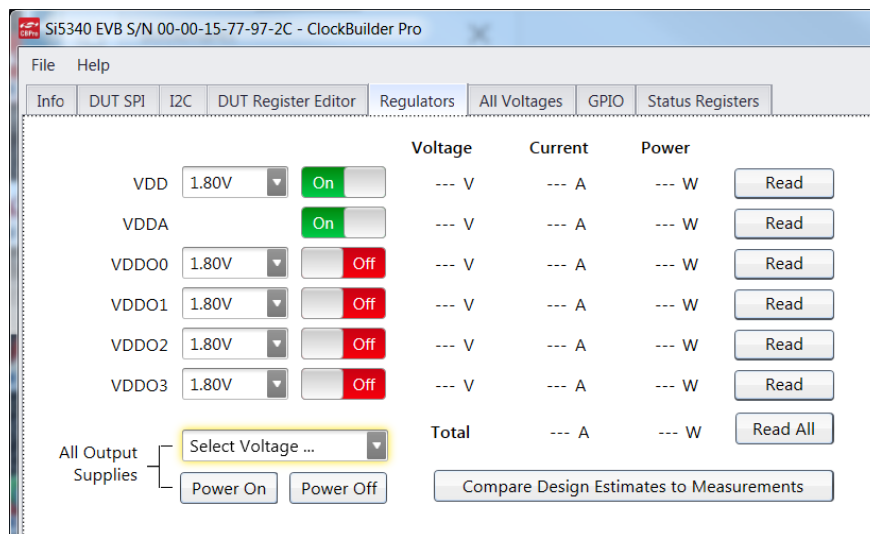 CBPro Si5340 EVB S/N 00-00-15-77-97-2C - ClockBuilder Pro
File Help
Info DUT SPI I2C DUT Register Editor Regulators All Voltages GPIO Status Registers
Voltage Current Power
VDD 1.80V On --- V --- A --- W Read
VDDA On --- V --- A --- W Read
VDDO0 1.80V Off --- V --- A --- W Read
VDDO1 1.80V Off --- V --- A --- W Read
VDDO2 1.80V Off --- V --- A --- W Read
VDDO3 1.80V Off --- V --- A --- W Read
Total --- A --- W Read All
All Output Supplies Select Voltage ...
Power On Power Off Compare Design Estimates to Measurements